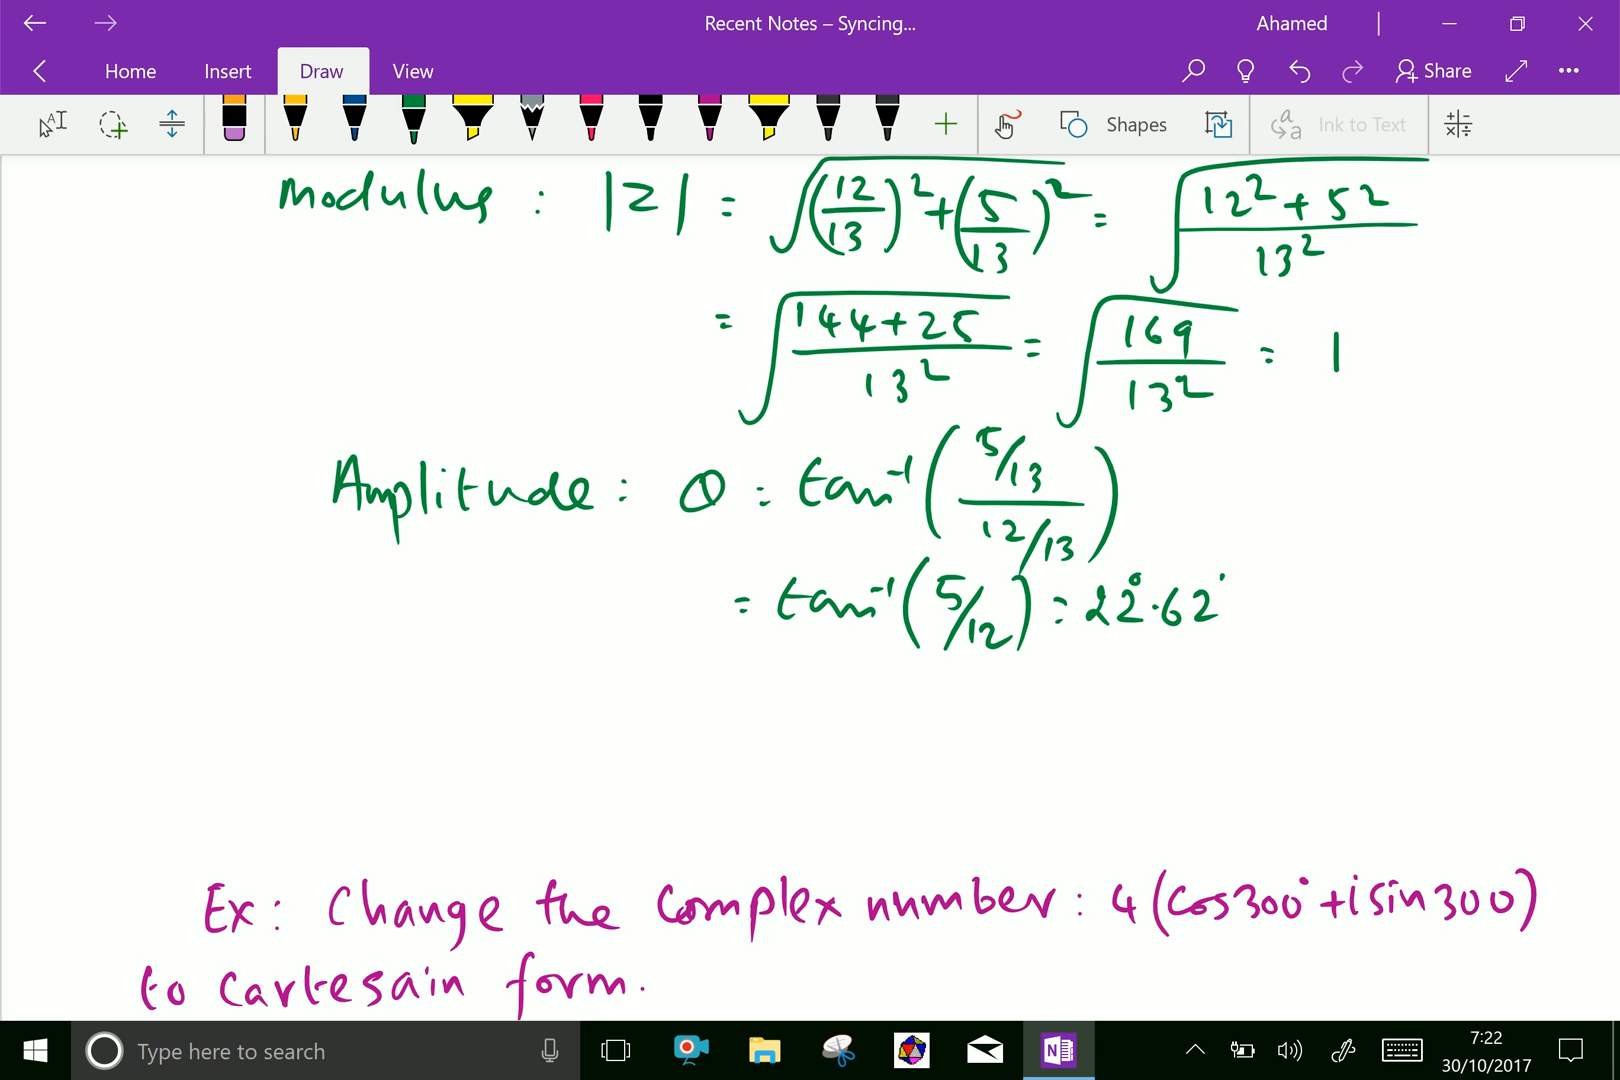 Recent Notes – Syncing...
Ahamed
Home Insert Draw View
Share
Shapes
Ink to Text
Modulus : |z| = √((12/13)² + (5/13)²) = √((12² + 5²)/13²)
= √((144 + 25)/13²) = √(169/13²) = 1
Amplitude : θ = tan⁻¹((5/13)/(12/13))
= tan⁻¹(5/12) = 22°.62'
Ex: Change the Complex number : 4(cos300° + i sin300)
to Cartesain form.
Type here to search
7:22
30/10/2017